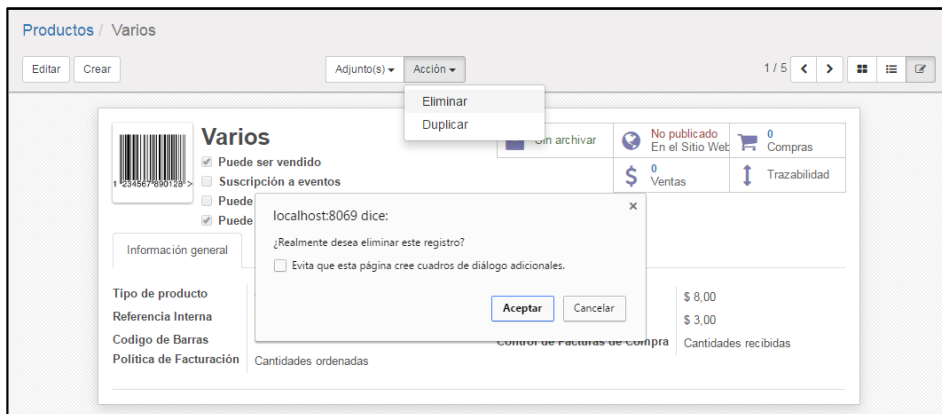 Productos / Varios
Editar Crear Adjunto(s) Acción 1 / 5
Eliminar
Duplicar
Varios
Puede ser vendido
Suscripción a eventos
Puede
Puede
1 234567 890128 >
Sin archivar
No publicado
En el Sitio Web
0
Compras
0
Ventas
Trazabilidad
localhost:8069 dice:
¿Realmente desea eliminar este registro?
Evita que esta página cree cuadros de diálogo adicionales.
Aceptar Cancelar
Información general
Tipo de producto
Referencia Interna
Codigo de Barras
Política de Facturación Cantidades ordenadas
$ 8,00
$ 3,00
Control de Facturas de Compra Cantidades recibidas